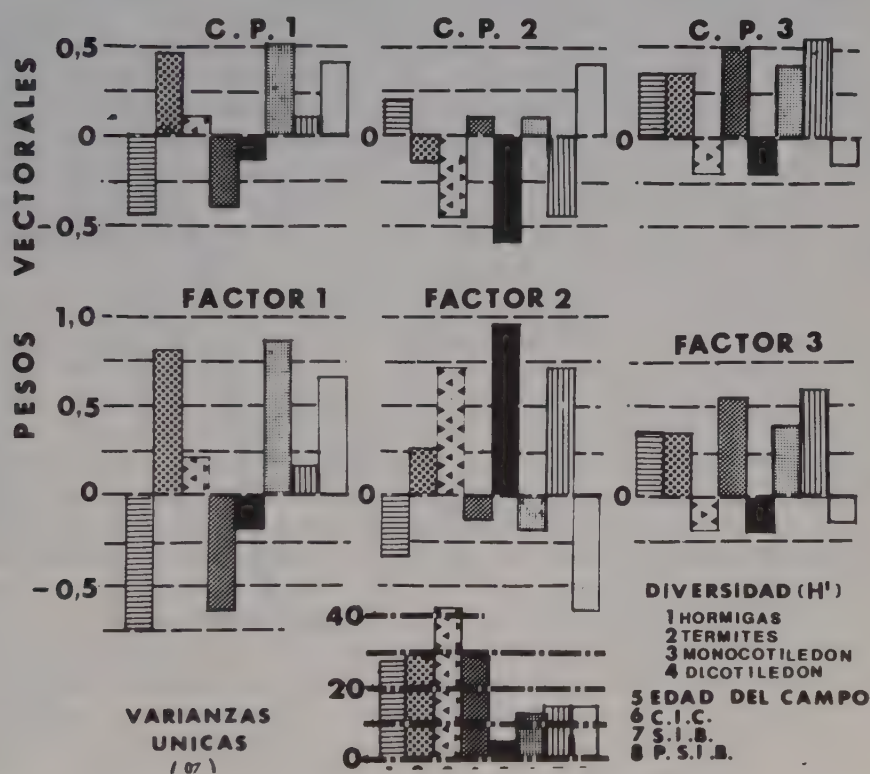 C. P. 1
C. P. 2
C. P. 3
PESOS VECTORALES
0,5
0
-0,5
0
0
FACTOR 1
FACTOR 2
FACTOR 3
1,0
0,5
0
-0,5
0
0
DIVERSIDAD (H')
1 HORMIGAS
2 TERMITES
3 MONOCOTILEDON
4 DICOTILEDON
5 EDAD DEL CAMPO
6 C.I.C.
7 S.I.B.
8 P.S.I.B.
40
20
0
VARIANZAS
UNICAS